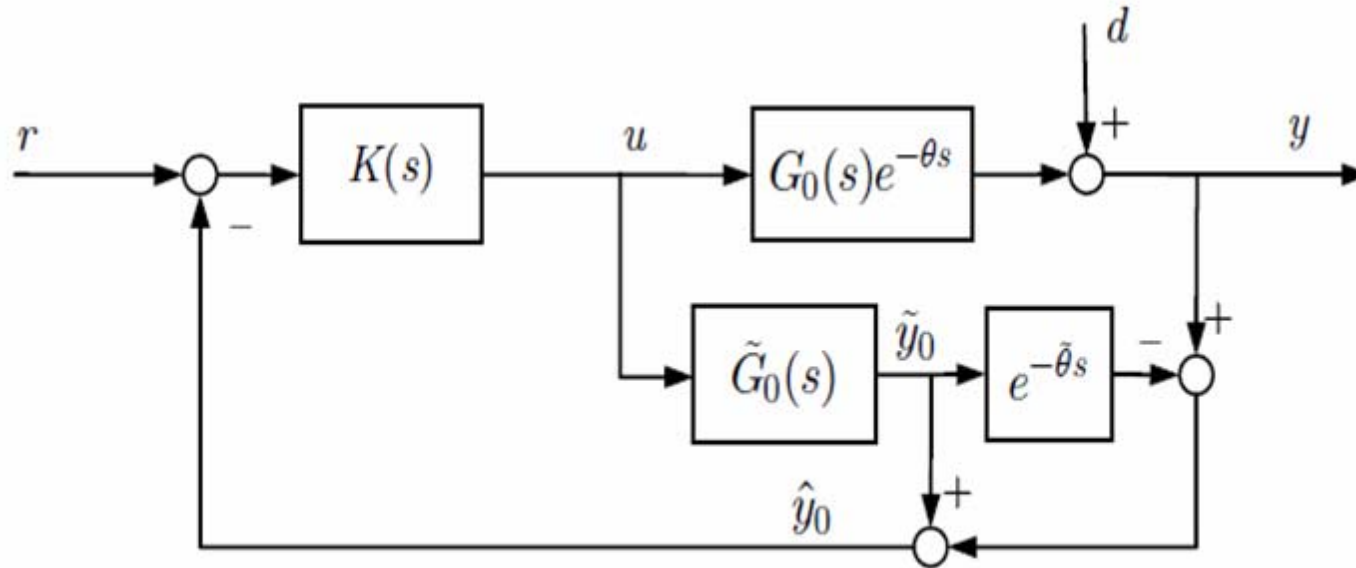 d
+
r
K(s)
u
G₀(s)e^{-θs}
y
−
G̃₀(s)
ỹ₀
e^{-θ̃s}
−
+
ŷ₀
+